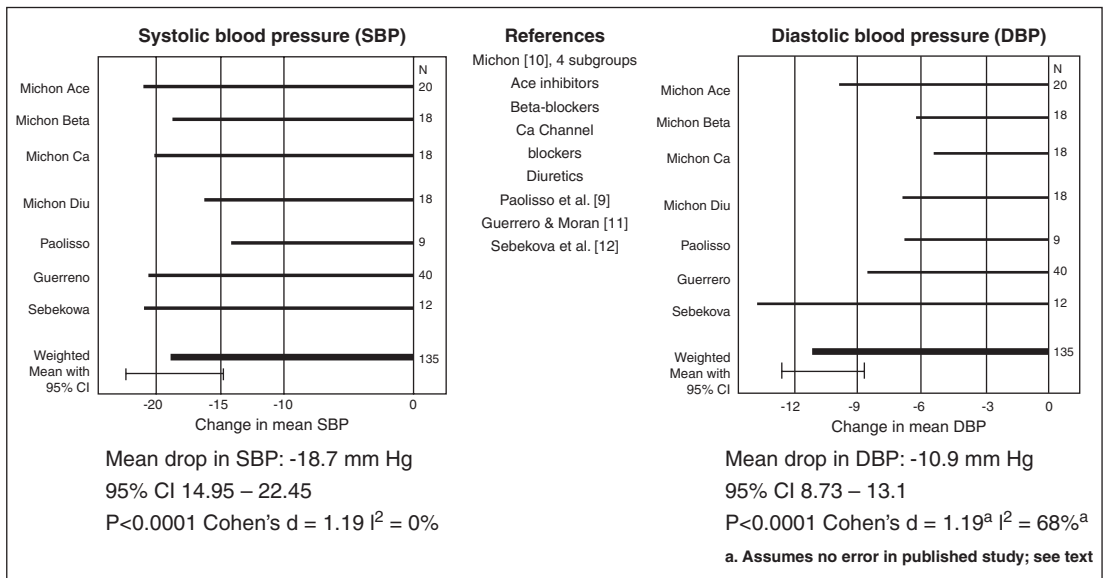 Systolic blood pressure (SBP)
N
Michon Ace
20
Michon Beta
18
Michon Ca
18
Michon Diu
18
Paolisso
9
Guerreno
40
Sebekowa
12
Weighted
Mean with
95% CI
135
-20 -15 -10 0
Change in mean SBP
Mean drop in SBP: -18.7 mm Hg
95% CI 14.95 – 22.45
P<0.0001 Cohen's d = 1.19 I² = 0%
References
Michon [10], 4 subgroups
Ace inhibitors
Beta-blockers
Ca Channel
blockers
Diuretics
Paolisso et al. [9]
Guerrero & Moran [11]
Sebekova et al. [12]
Diastolic blood pressure (DBP)
N
Michon Ace
20
Michon Beta
18
Michon Ca
18
Michon Diu
18
Paolisso
9
Guerrero
40
Sebekova
12
Weighted
Mean with
95% CI
135
-12 -9 -6 -3 0
Change in mean DBP
Mean drop in DBP: -10.9 mm Hg
95% CI 8.73 – 13.1
P<0.0001 Cohen's d = 1.19ᵃ I² = 68%ᵃ
a. Assumes no error in published study; see text